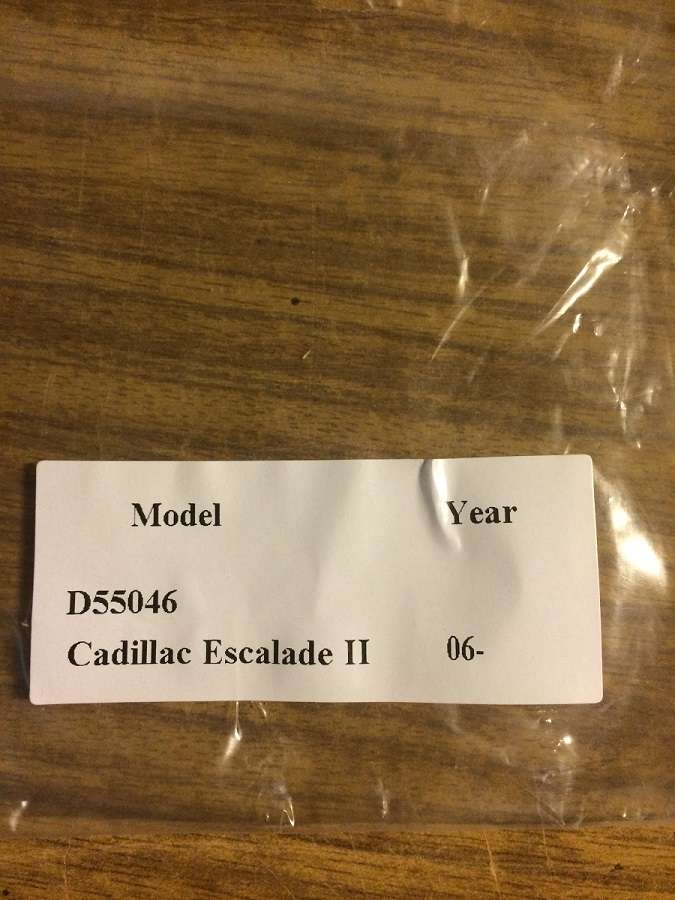 Model Year
D55046
Cadillac Escalade II 06-